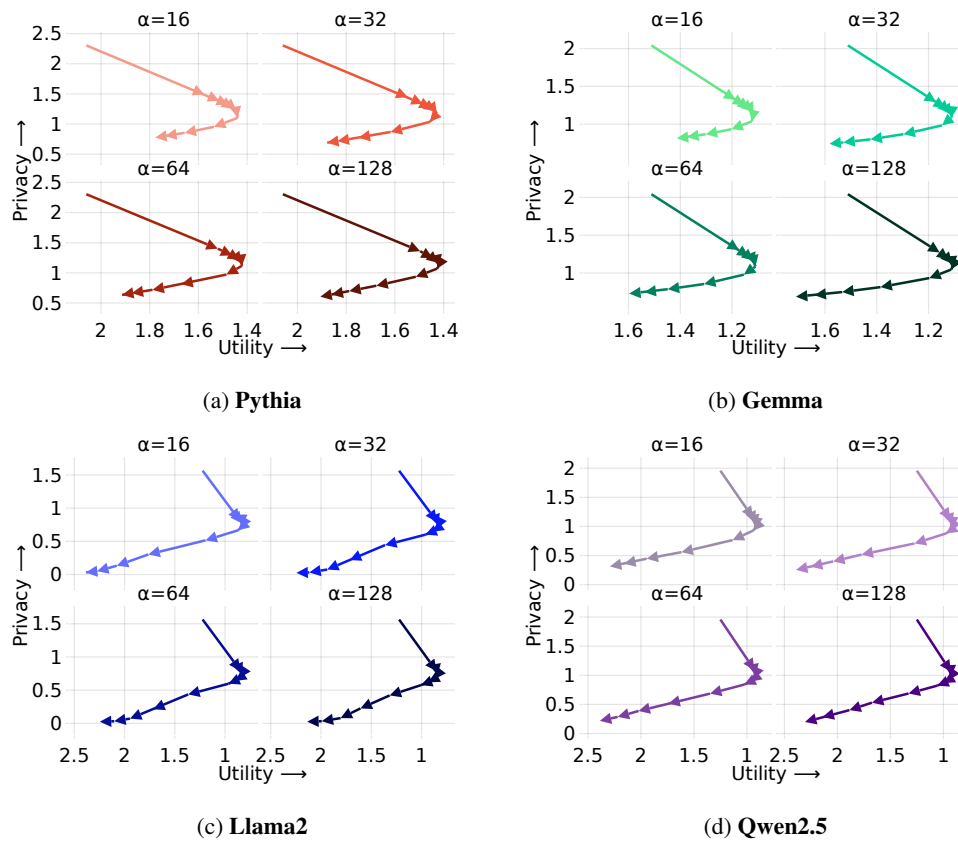 α=16 α=32
2.5
2
1.5
1
0.5
α=64 α=128
2.5
2
1.5
1
0.5
2 1.8 1.6 1.4 2 1.8 1.6 1.4
Privacy ⟶
Utility ⟶
(a) Pythia
α=16 α=32
2
1.5
1
α=64 α=128
2
1.5
1
1.6 1.4 1.2 1.6 1.4 1.2
Privacy ⟶
Utility ⟶
(b) Gemma
α=16 α=32
1.5
1
0.5
0
α=64 α=128
1.5
1
0.5
0
2.5 2 1.5 1 2 1.5 1
Privacy ⟶
Utility ⟶
(c) Llama2
α=16 α=32
2
1.5
1
0.5
0
α=64 α=128
2
1.5
1
0.5
0
2.5 2 1.5 1 2.5 2 1.5 1
Privacy ⟶
Utility ⟶
(d) Qwen2.5